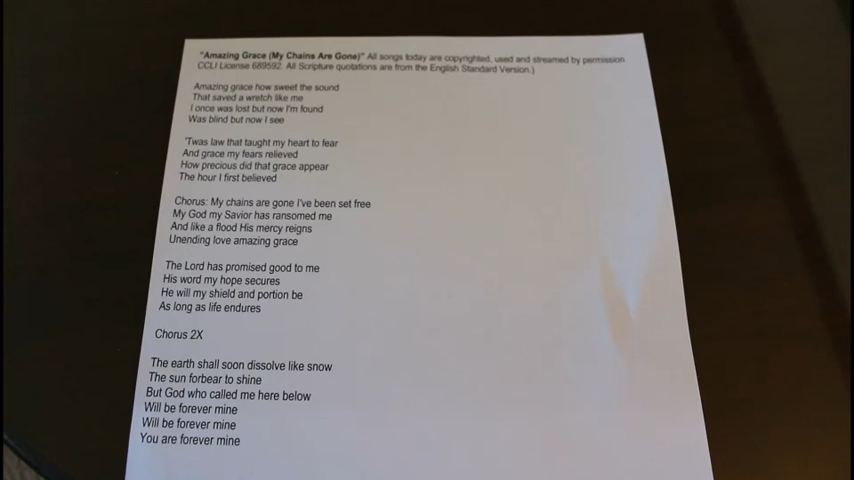 "Amazing Grace (My Chains Are Gone)" All songs today are copyrighted, used and streamed by permission
CCLI License 689592. All Scripture quotations are from the English Standard Version.)
Amazing grace how sweet the sound
That saved a wretch like me
I once was lost but now I'm found
Was blind but now I see
'Twas law that taught my heart to fear
And grace my fears relieved
How precious did that grace appear
The hour I first believed
Chorus: My chains are gone I've been set free
My God my Savior has ransomed me
And like a flood His mercy reigns
Unending love amazing grace
The Lord has promised good to me
His word my hope secures
He will my shield and portion be
As long as life endures
Chorus 2X
The earth shall soon dissolve like snow
The sun forbear to shine
But God who called me here below
Will be forever mine
Will be forever mine
You are forever mine